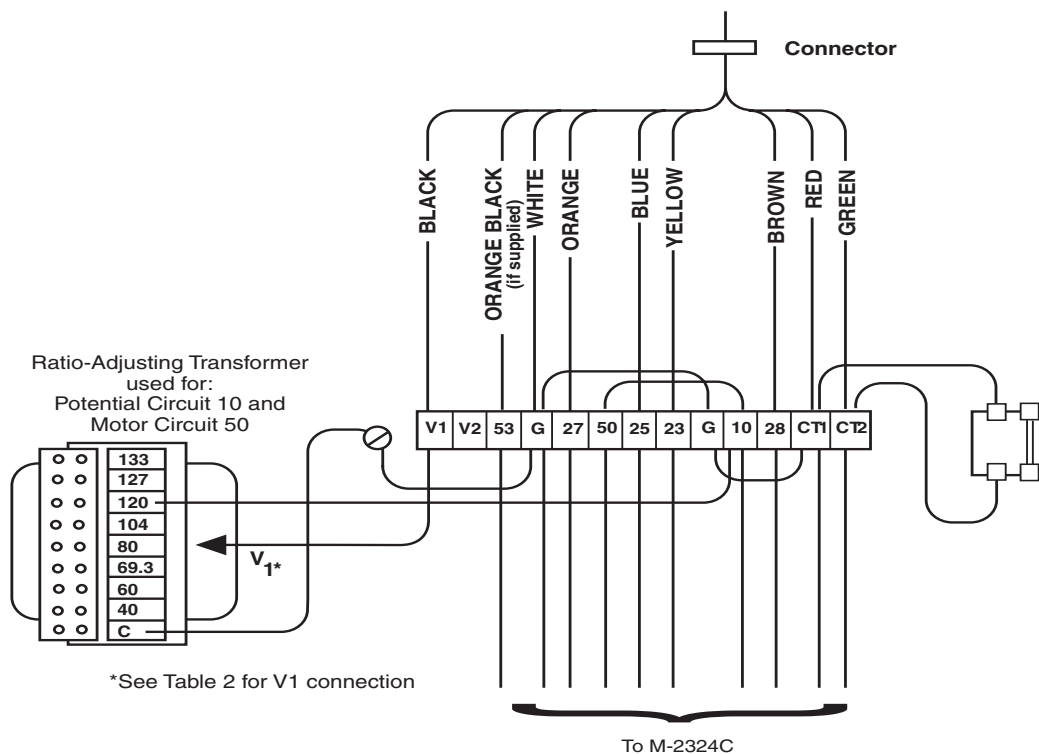 Connector
BLACK
ORANGE BLACK
(if supplied)
WHITE
ORANGE
BLUE
YELLOW
BROWN
RED
GREEN
Ratio-Adjusting Transformer
used for:
Potential Circuit 10 and
Motor Circuit 50
V1 V2 53 G 27 50 25 23 G 10 28 CT1 CT2
133
127
120
104
80
69.3
60
40
C
V1*
*See Table 2 for V1 connection
To M-2324C